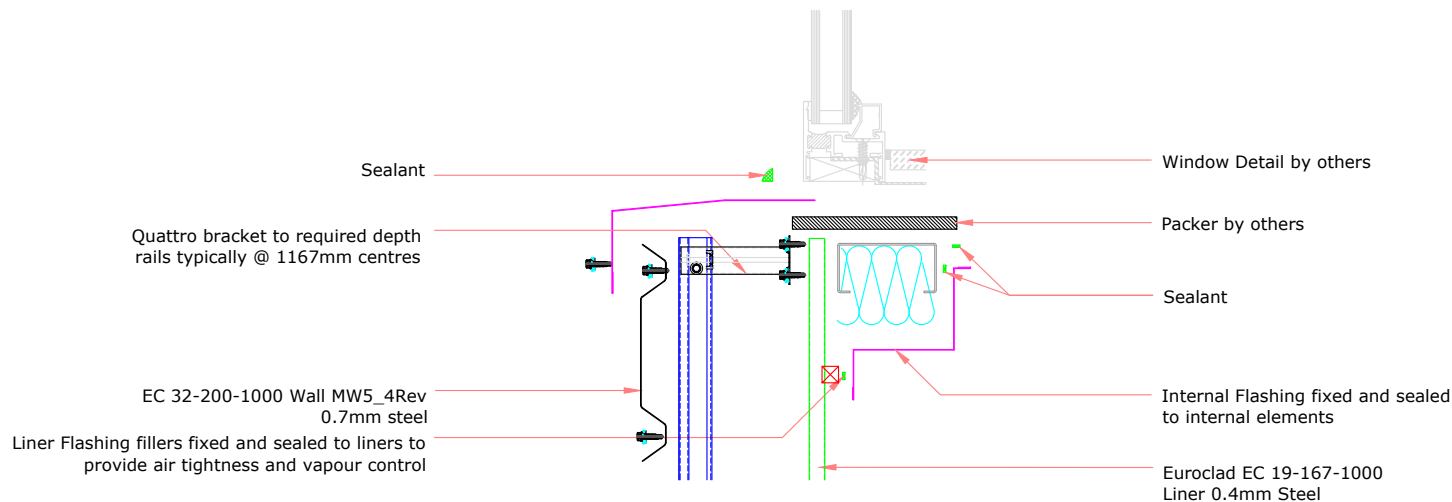 Sealant
Quattro bracket to required depth
rails typically @ 1167mm centres
EC 32-200-1000 Wall MW5_4Rev
0.7mm steel
Liner Flashing fillers fixed and sealed to liners to
provide air tightness and vapour control
Window Detail by others
Packer by others
Sealant
Internal Flashing fixed and sealed
to internal elements
Euroclad EC 19-167-1000
Liner 0.4mm Steel